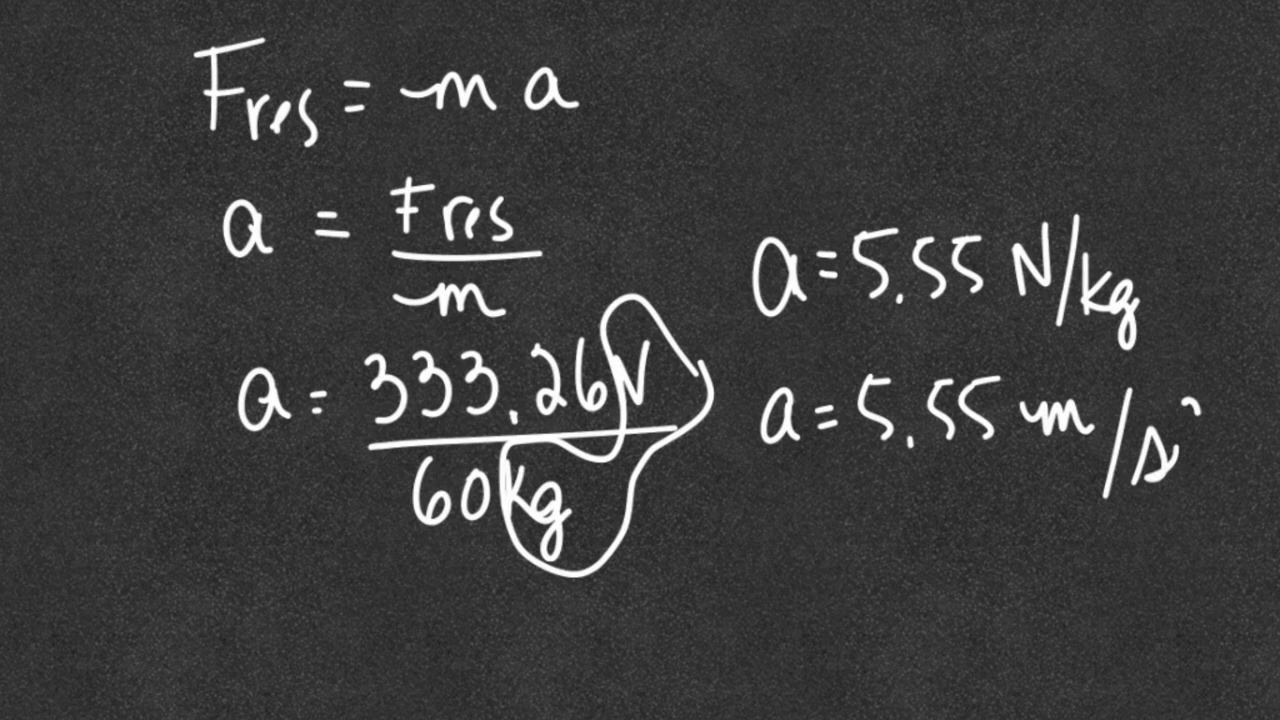 Fres = m a
a = Fres / m
a = 333.26N / 60kg
a = 5.55 N/kg
a = 5.55 m/s²